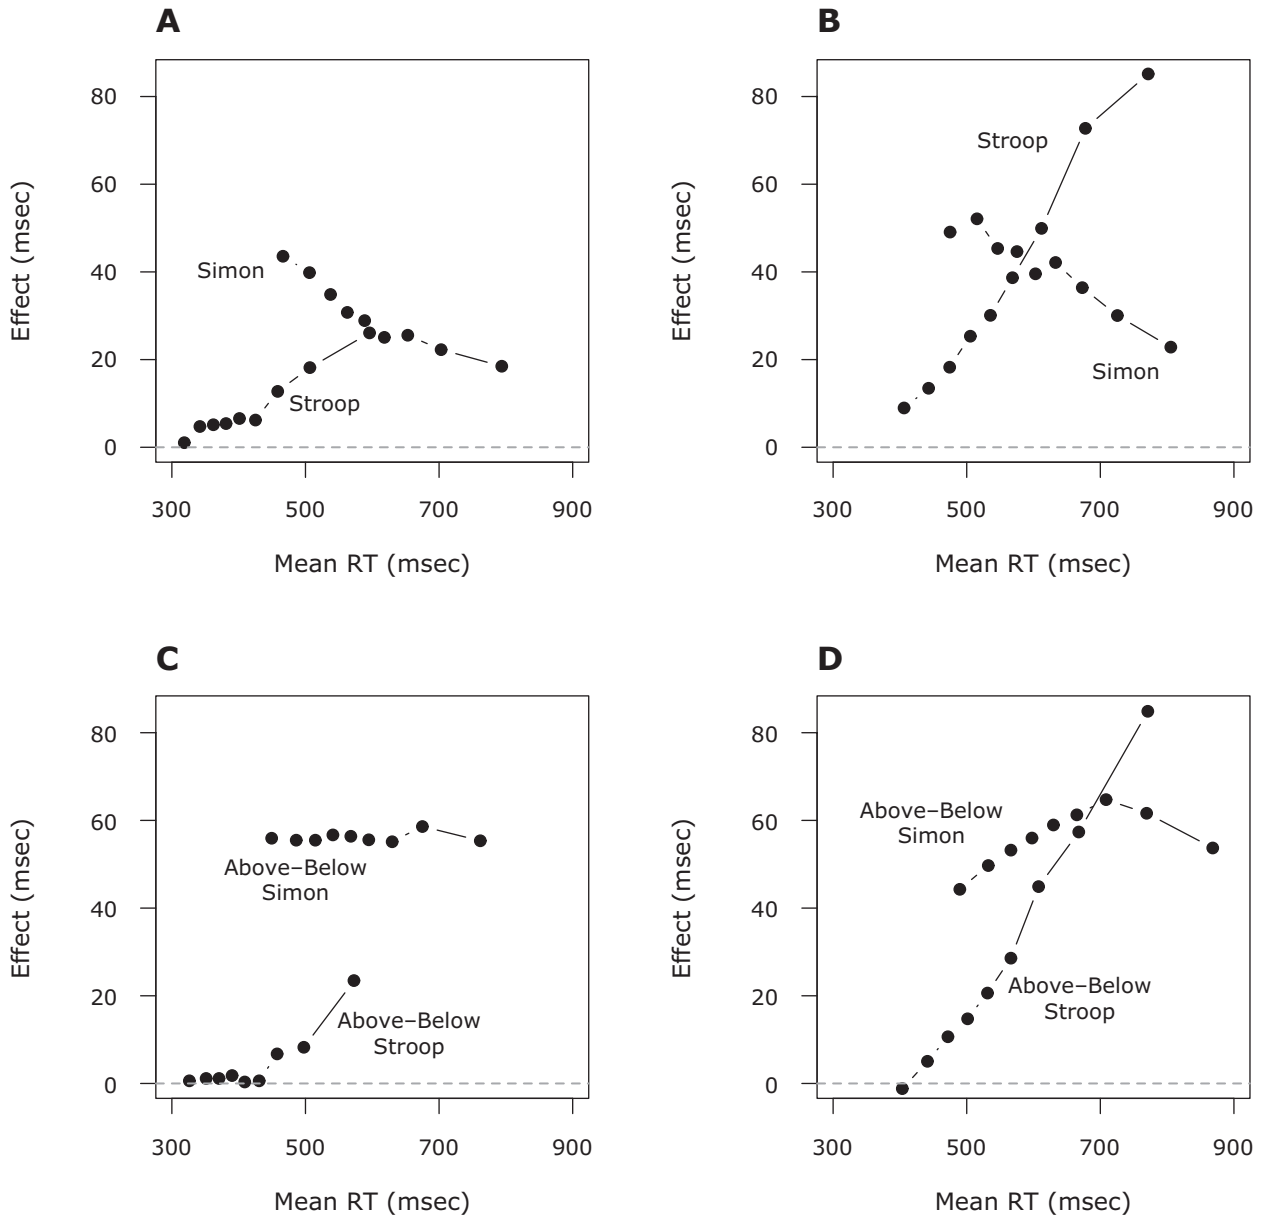 A
Effect (msec)
80
60
40
20
0
Simon
Stroop
300 500 700 900
Mean RT (msec)
B
Effect (msec)
80
60
40
20
0
Stroop
Simon
300 500 700 900
Mean RT (msec)
C
Effect (msec)
80
60
40
20
0
Above–Below
Simon
Above–Below
Stroop
300 500 700 900
Mean RT (msec)
D
Effect (msec)
80
60
40
20
0
Above–Below
Simon
Above–Below
Stroop
300 500 700 900
Mean RT (msec)